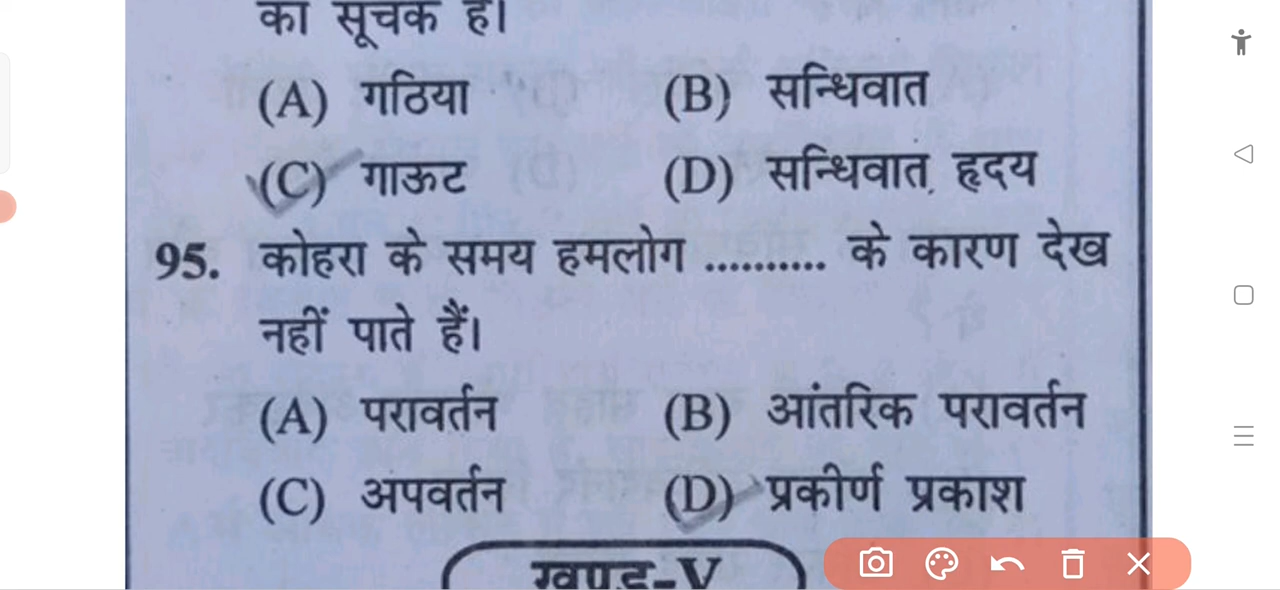 का सूचक है।
(A) गठिया (B) सन्धिवात
(C) गाऊट (D) सन्धिवात हृदय
95. कोहरा के समय हमलोग .......... के कारण देख
नहीं पाते हैं।
(A) परावर्तन (B) आंतरिक परावर्तन
(C) अपवर्तन (D) प्रकीर्ण प्रकाश
खण्ड-V